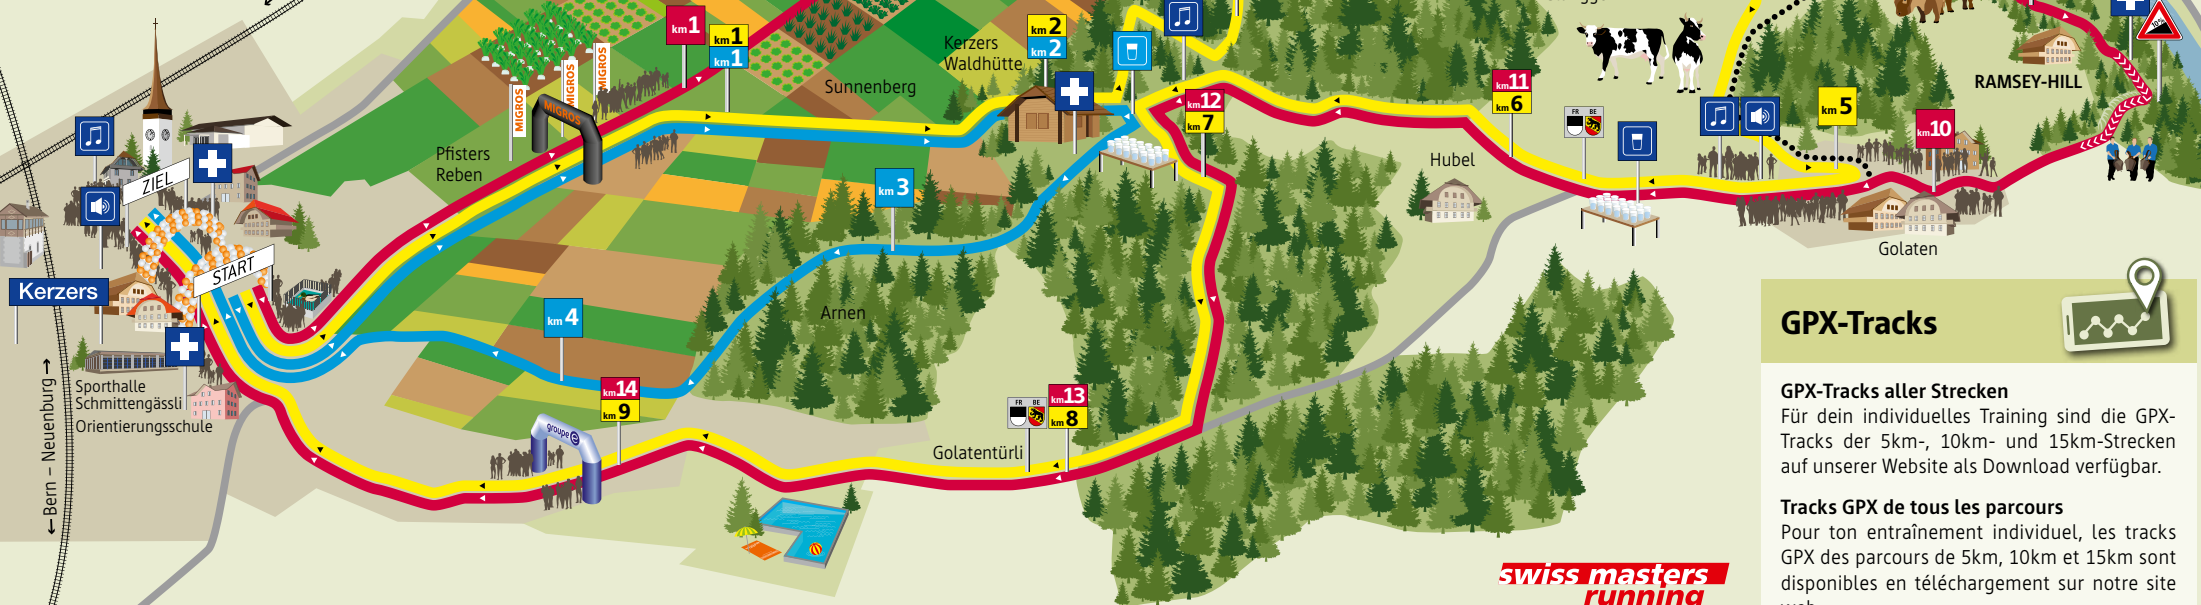 km 1
km 1
km 1
km 2
km 2
Kerzers
Waldhütte
Sunnenberg
MIGROS
MIGROS
MIGROS
MIGROS
Pfisters
Reben
km 11
km 6
km 12
km 7
FR BE
km 5
km 10
10%
RAMSEY-HILL
Hubel
Golaten
km 3
ZIEL
START
Kerzers
Arnen
km 4
km 14
km 9
groupe e
FR BE
km 13
km 8
Golatentürli
Sporthalle
Schmittengässli
Orientierungsschule
←Bern – Neuenburg→
GPX-Tracks
GPX-Tracks aller Strecken
Für dein individuelles Training sind die GPX-
Tracks der 5km-, 10km- und 15km-Strecken
auf unserer Website als Download verfügbar.
Tracks GPX de tous les parcours
Pour ton entraînement individuel, les tracks
GPX des parcours de 5km, 10km et 15km sont
disponibles en téléchargement sur notre site
swiss masters
running